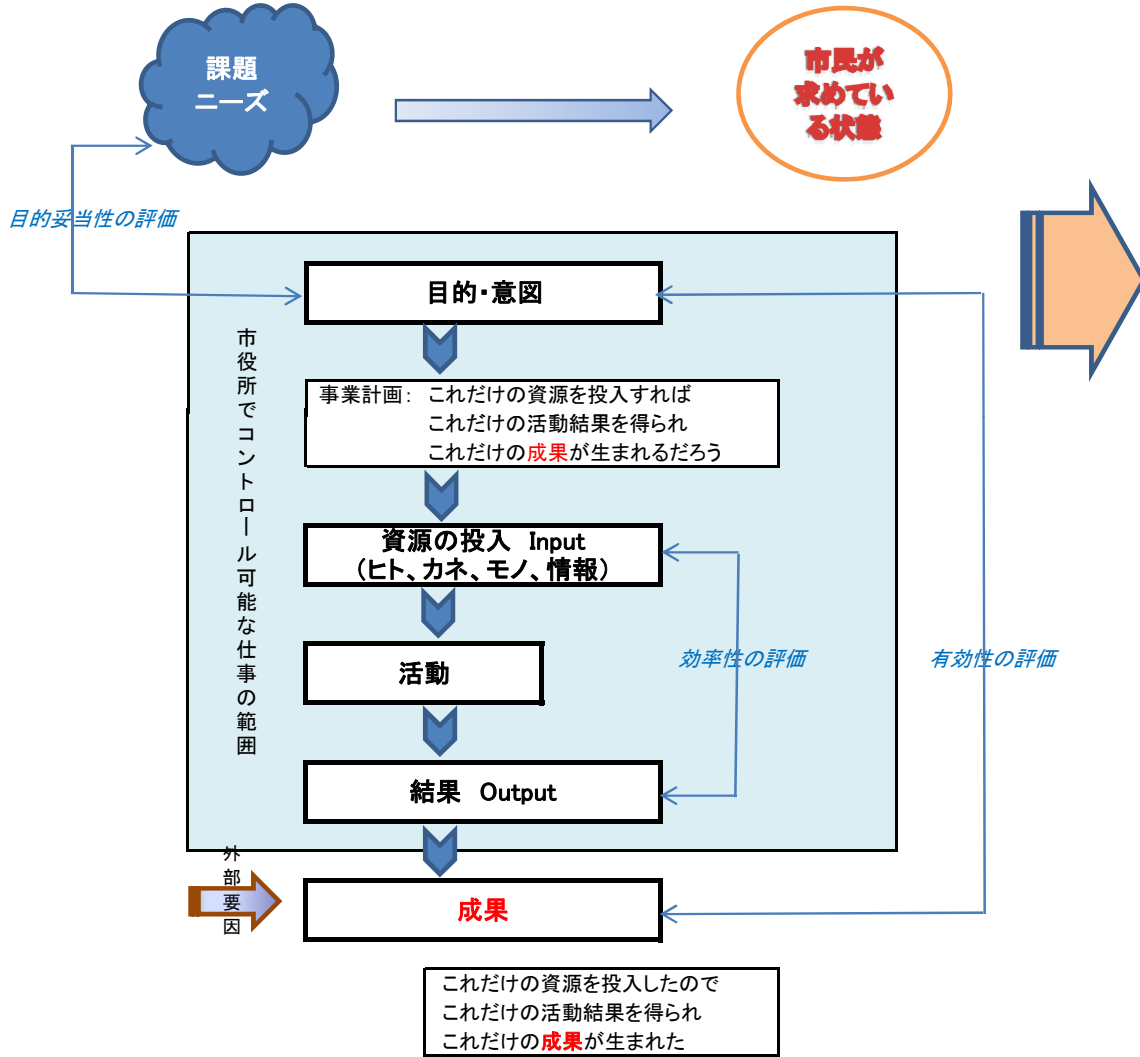 課題
ニーズ
市民が
求めてい
る状態
目的妥当性の評価
目的・意図
市役所でコントロール可能な仕事の範囲
事業計画： これだけの資源を投入すれば
これだけの活動結果を得られ
これだけの成果が生まれるだろう
資源の投入　Input
（ヒト、カネ、モノ、情報）
活動
効率性の評価
有効性の評価
結果　Output
外部要因
成果
これだけの資源を投入したので
これだけの活動結果を得られ
これだけの成果が生まれた